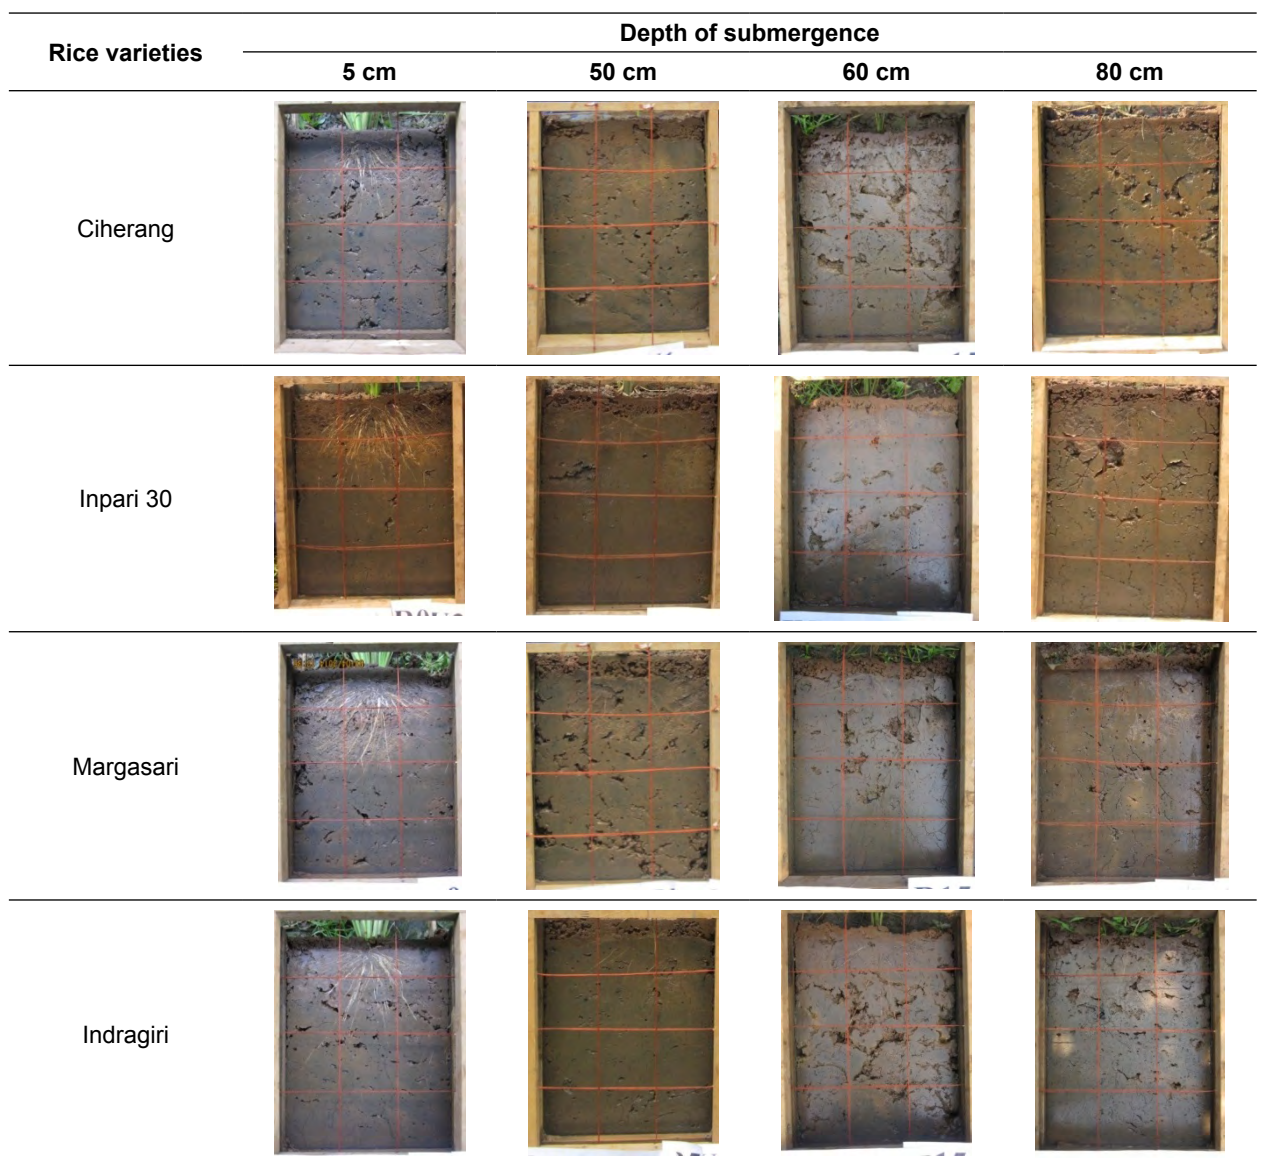 Rice varieties
Depth of submergence
5 cm 50 cm 60 cm 80 cm
Ciherang
Inpari 30
Margasari
Indragiri